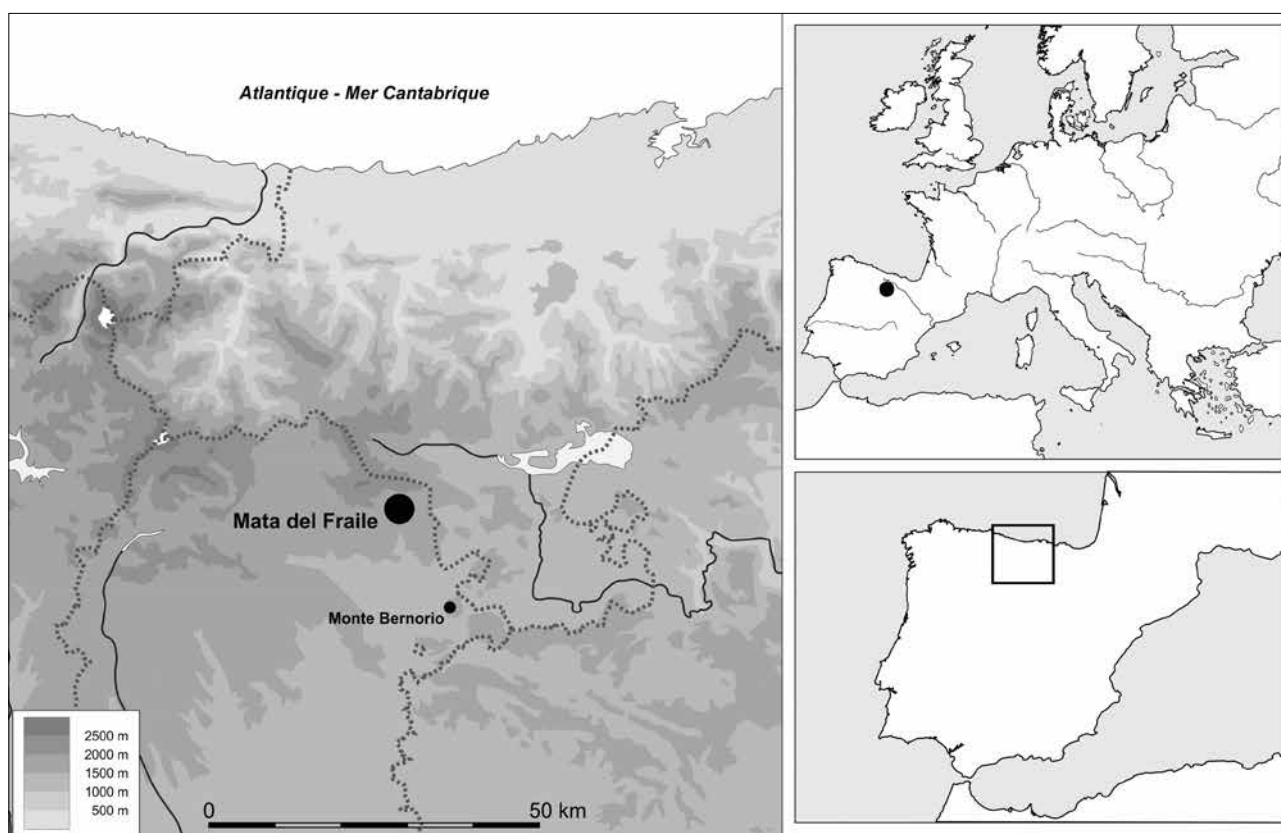 Atlantique - Mer Cantabrique
Mata del Fraile
Monte Bernorio
2500 m
2000 m
1500 m
1000 m
500 m
0
50 km